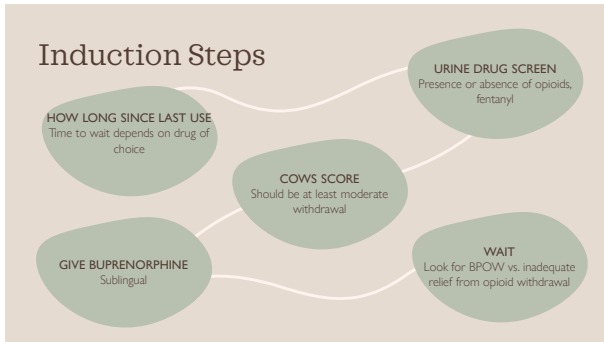 Induction Steps
HOW LONG SINCE LAST USE
Time to wait depends on drug of
choice
URINE DRUG SCREEN
Presence or absence of opioids,
fentanyl
COWS SCORE
Should be at least moderate
withdrawal
GIVE BUPRENORPHINE
Sublingual
WAIT
Look for BPOW vs. inadequate
relief from opioid withdrawal